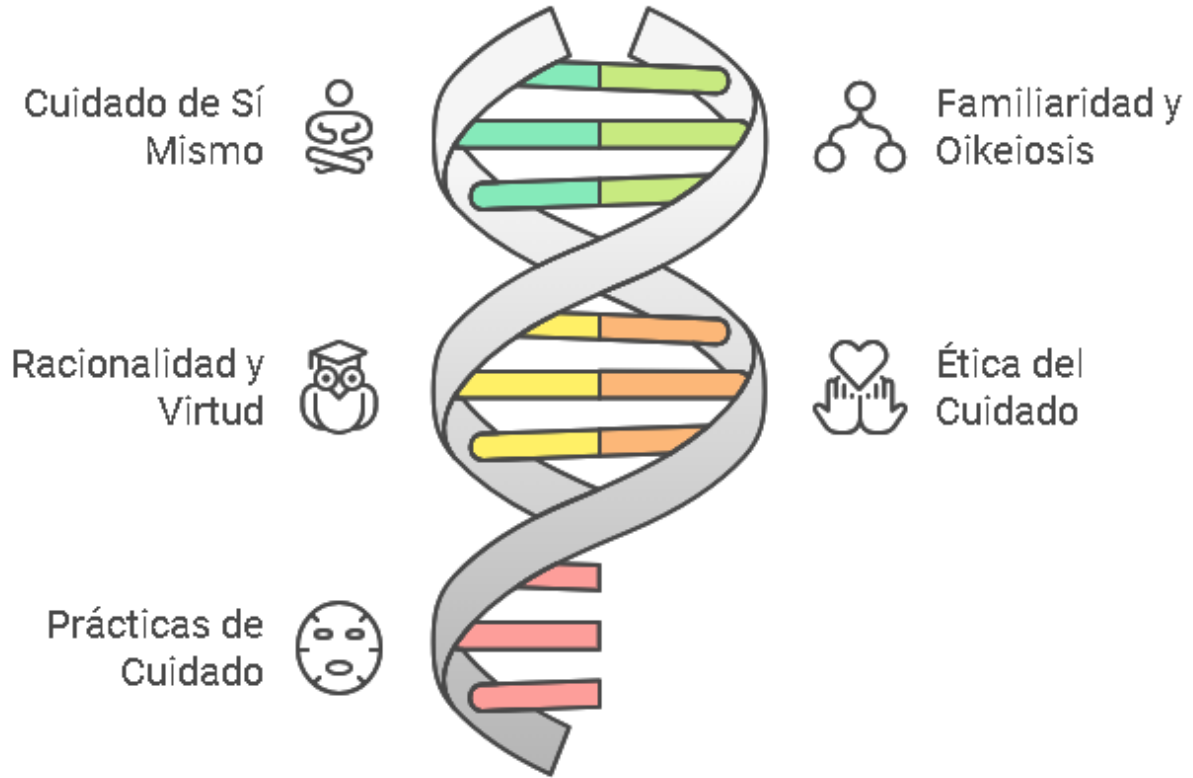 Cuidado de Sí
Mismo
Familiaridad y
Oikeiosis
Racionalidad y
Virtud
Ética del
Cuidado
Prácticas de
Cuidado